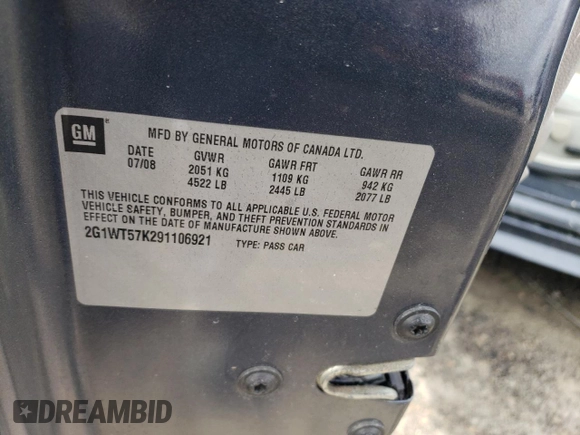 GM
MFD BY GENERAL MOTORS OF CANADA LTD.
DATE GVWR GAWR FRT GAWR RR
07/08 2051 KG 1109 KG 942 KG
4522 LB 2445 LB 2077 LB
THIS VEHICLE CONFORMS TO ALL APPLICABLE U.S. FEDERAL MOTOR
VEHICLE SAFETY, BUMPER, AND THEFT PREVENTION STANDARDS IN
EFFECT ON THE DATE OF MANUFACTURE SHOWN ABOVE.
2G1WT57K291106921 TYPE: PASS CAR
DREAMBID